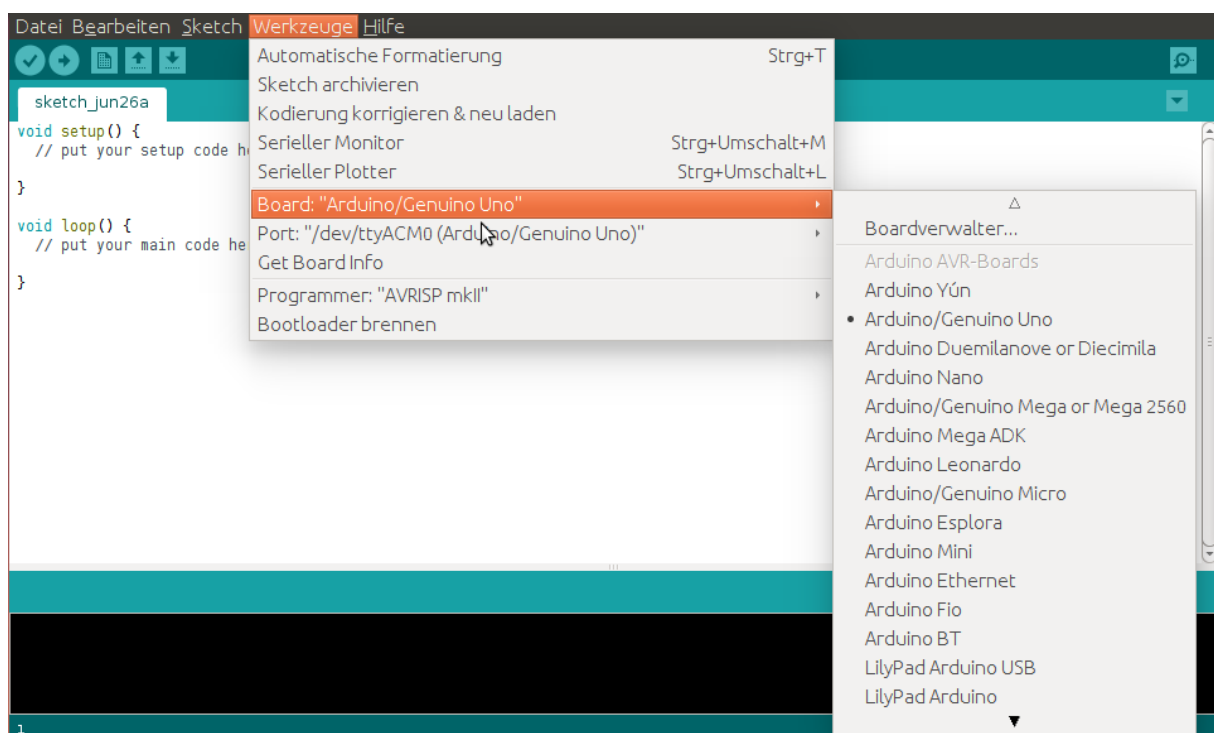 Datei Bearbeiten Sketch Werkzeuge Hilfe
sketch_jun26a
void setup() {
// put your setup code h
}
void loop() {
// put your main code he
}
Automatische Formatierung Strg+T
Sketch archivieren
Kodierung korrigieren & neu laden
Serieller Monitor Strg+Umschalt+M
Serieller Plotter Strg+Umschalt+L
Board: "Arduino/Genuino Uno"
Port: "/dev/ttyACM0 (Arduino/Genuino Uno)"
Get Board Info
Programmer: "AVRISP mkII"
Bootloader brennen
Boardverwalter...
Arduino AVR-Boards
Arduino Yún
Arduino/Genuino Uno
Arduino Duemilanove or Diecimila
Arduino Nano
Arduino/Genuino Mega or Mega 2560
Arduino Mega ADK
Arduino Leonardo
Arduino/Genuino Micro
Arduino Esplora
Arduino Mini
Arduino Ethernet
Arduino Fio
Arduino BT
LilyPad Arduino USB
LilyPad Arduino
1